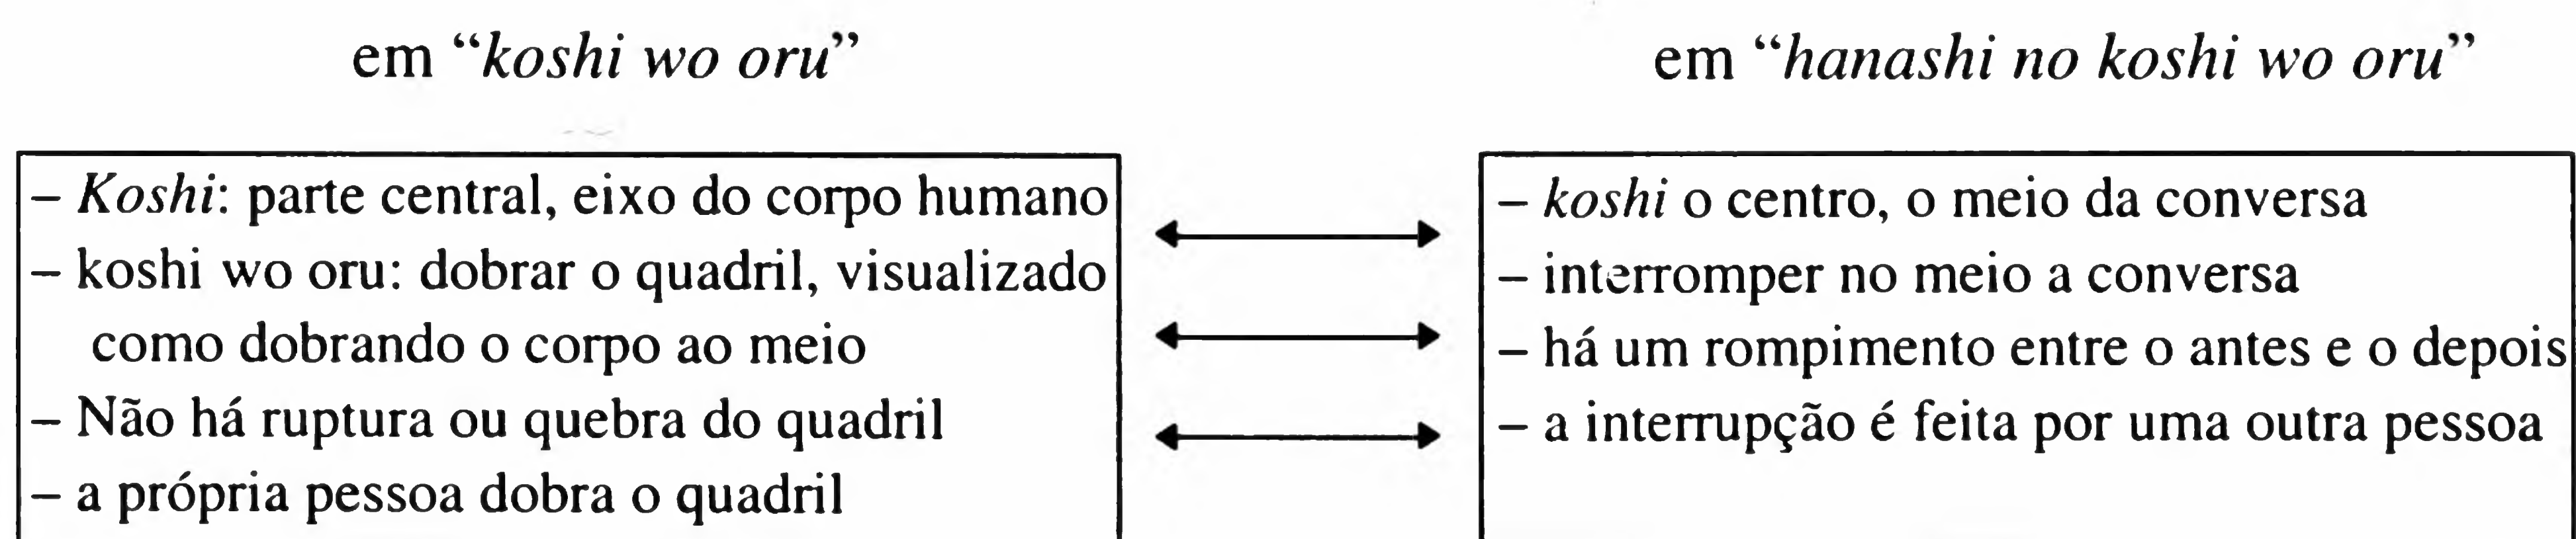 em “koshi wo oru”
– Koshi: parte central, eixo do corpo humano
– koshi wo oru: dobrar o quadril, visualizado
como dobrando o corpo ao meio
– Não há ruptura ou quebra do quadril
– a própria pessoa dobra o quadril
em “hanashi no koshi wo oru”
– koshi o centro, o meio da conversa
– interromper no meio a conversa
– há um rompimento entre o antes e o depois
– a interrupção é feita por uma outra pessoa